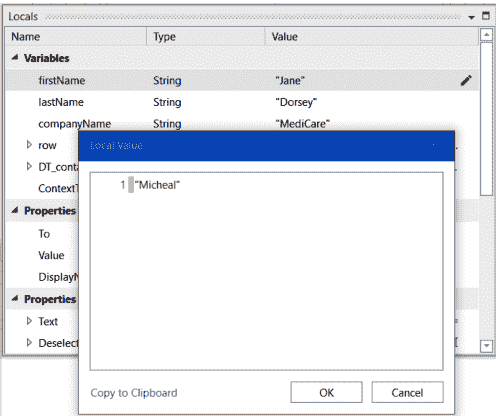 Locals
Name Type Value
Variables
firstName String "Jane"
lastName String "Dorsey"
companyName String "MediCare"
row
DT_conta
ContextT
Properties
To
Value
DisplayN
Properties
Text
Deselect
Local Value
1 "Micheal"
Copy to Clipboard OK Cancel